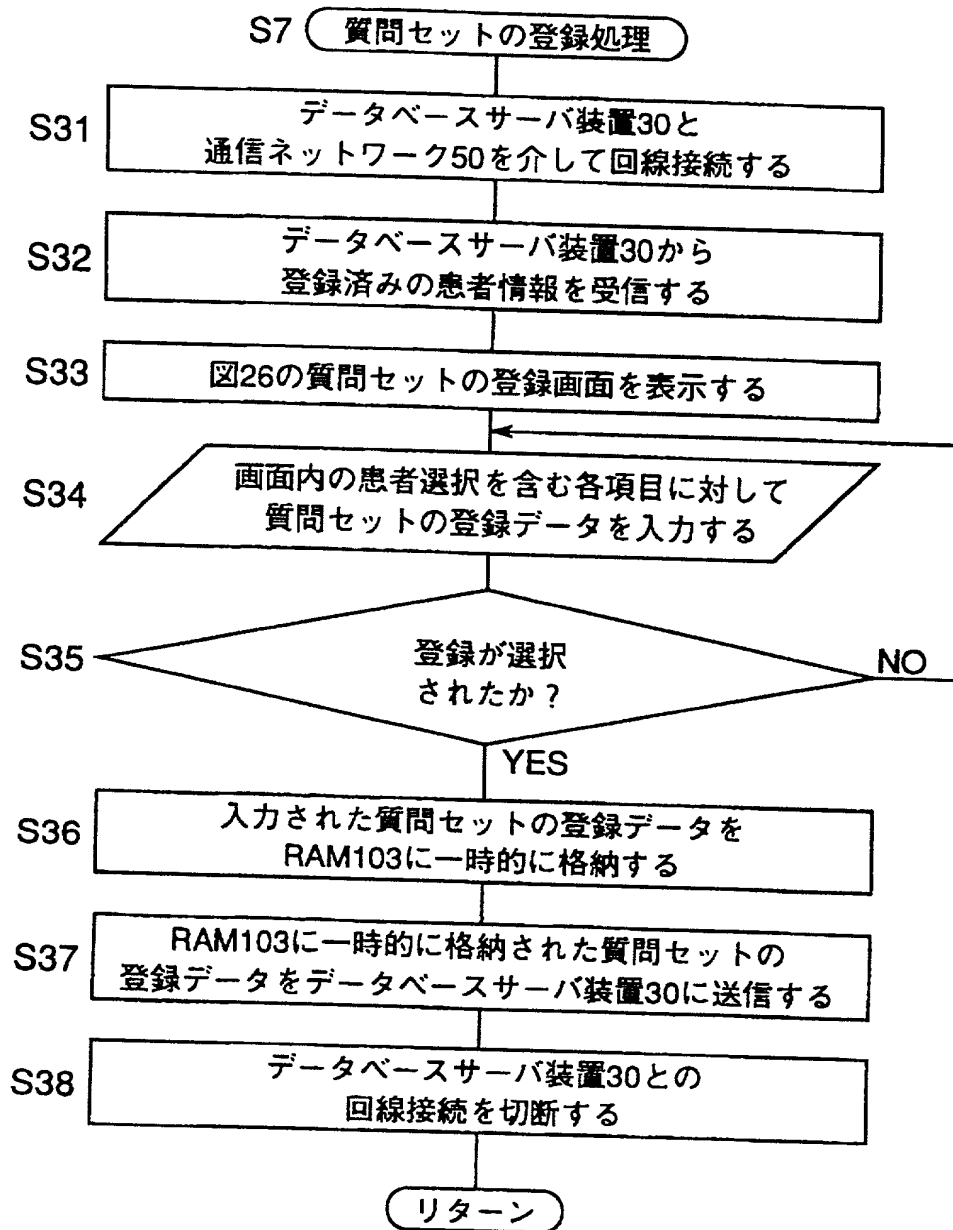 S7 質問セットの登録処理
S31
データベースサーバ装置30と
通信ネットワーク50を介して回線接続する
S32
データベースサーバ装置30から
登録済みの患者情報を受信する
S33
図26の質問セットの登録画面を表示する
S34
画面内の患者選択を含む各項目に対して
質問セットの登録データを入力する
S35
登録が選択
されたか？
NO
YES
S36
入力された質問セットの登録データを
RAM103に一時的に格納する
S37
RAM103に一時的に格納された質問セットの
登録データをデータベースサーバ装置30に送信する
S38
データベースサーバ装置30との
回線接続を切断する
リターン